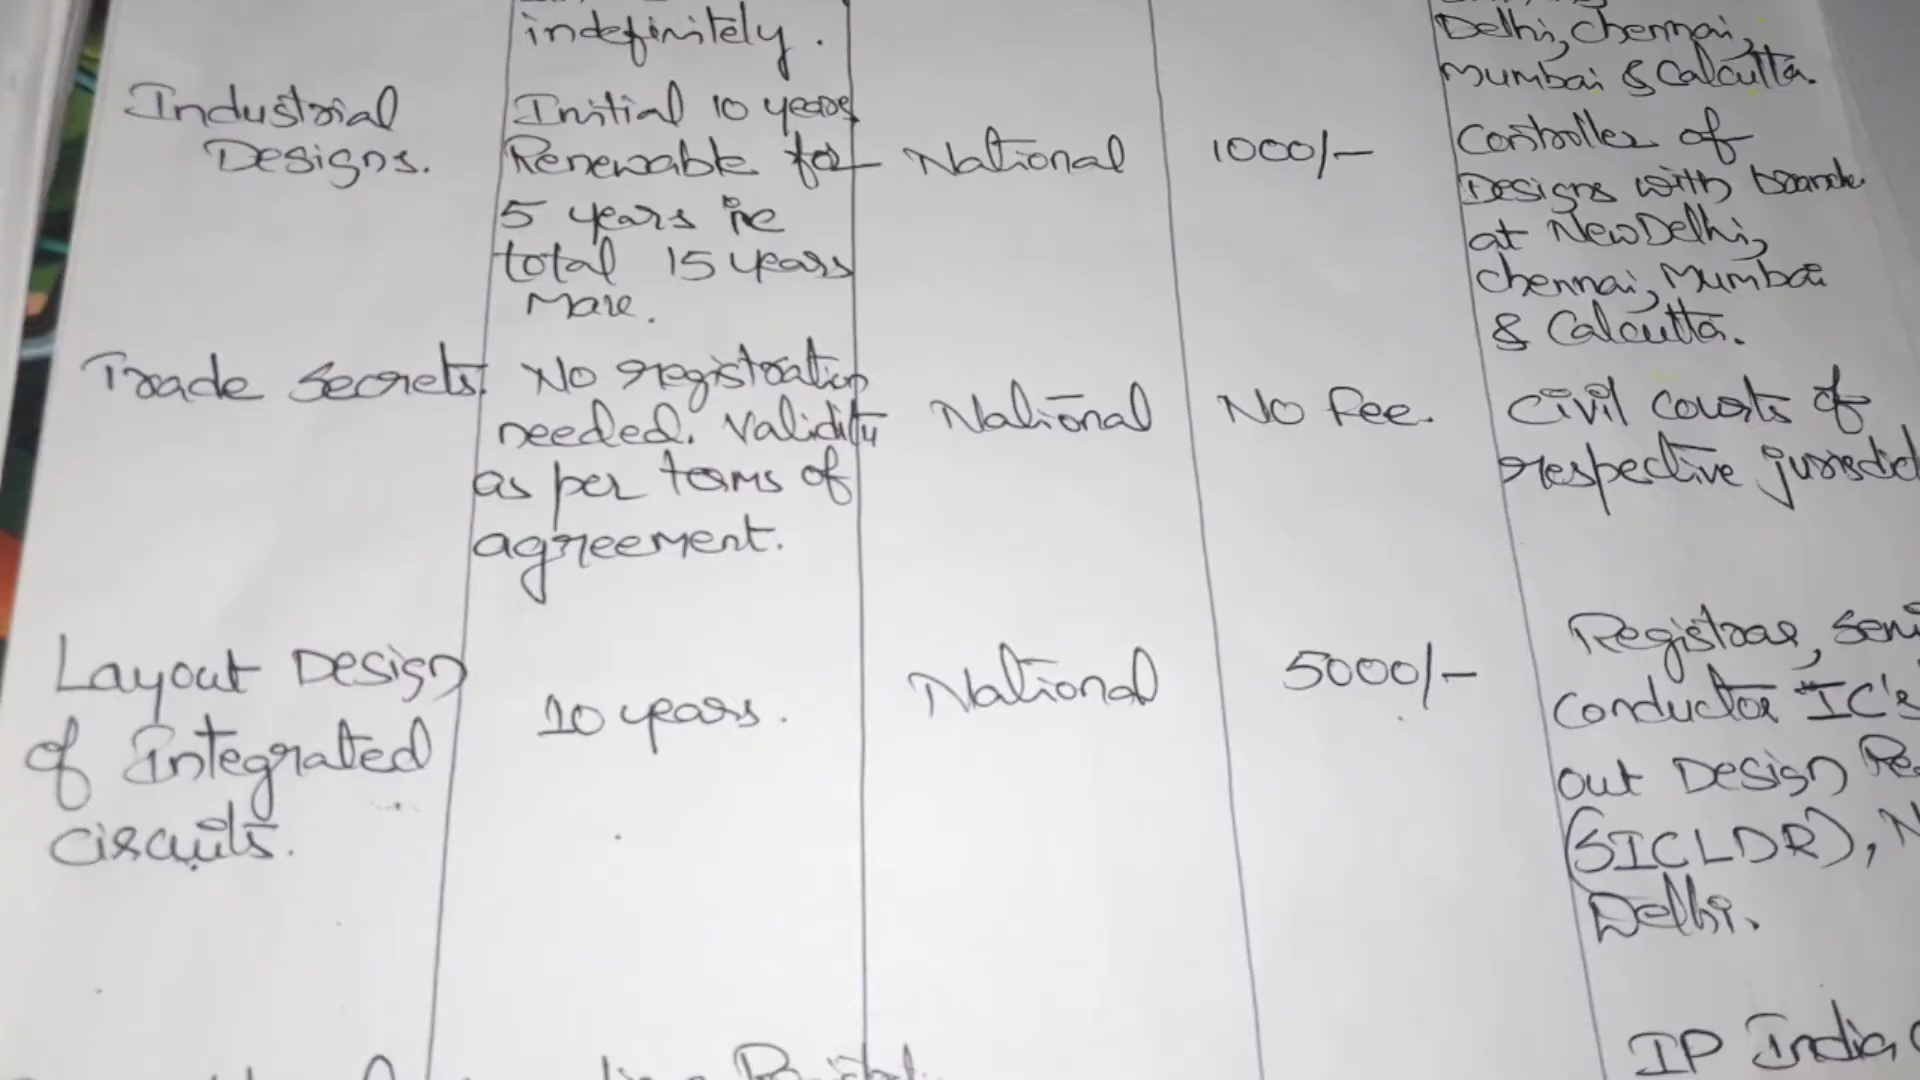 indefinitely.
Delhi, Chennai,
Mumbai & Calcutta.
Industrial
Designs.
Initial 10 years
Renewable for
5 years ie
total 15 years
National
1000/-
Controller of
Designs with
at New Delhi,
Chennai, Mumbai
& Calcutta.
Trade Secrets.
No registration
needed. Validity
as per terms of
agreement.
National
No Fee.
Civil courts of
respective
Layout Design
of Integrated
Circuits.
10 years.
National
5000/-
Registrar,
conductor IC's
out Design
(SICLDR),
Delhi.
IP India